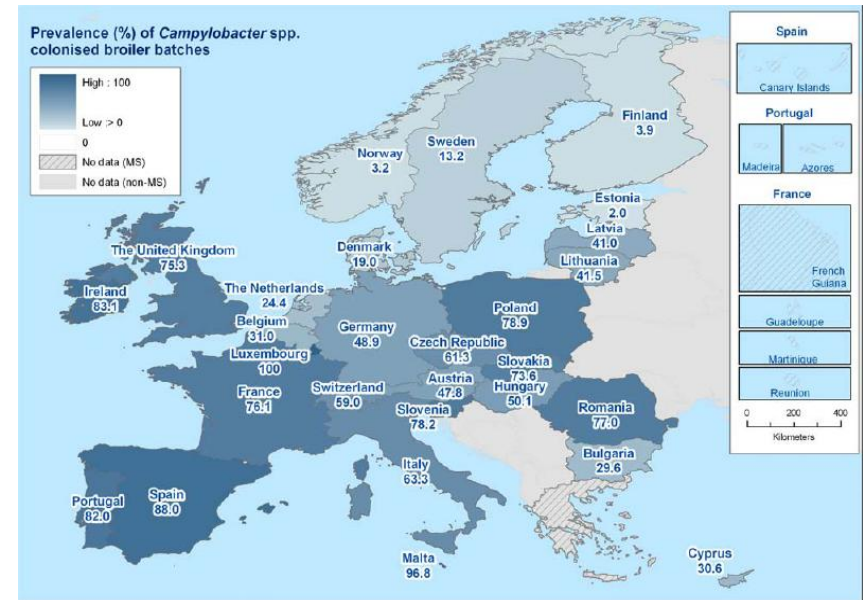 Prevalence (%) of Campylobacter spp.
colonised broiler batches
High : 100
Low :> 0
0
No data (MS)
No data (non-MS)
Norway
3.2
Sweden
13.2
Finland
3.9
Estonia
2.0
Latvia
41.0
Lithuania
41.5
Denmark
19.0
The United Kingdom
75.3
Ireland
83.1
The Netherlands
24.4
Belgium
31.0
Luxembourg
100
Germany
48.9
Poland
78.9
Czech Republic
61.3
Slovakia
73.6
Austria
47.8
Hungary
50.1
France
76.1
Switzerland
59.0
Slovenia
78.2
Romania
77.0
Bulgaria
29.6
Italy
63.3
Portugal
82.0
Spain
88.0
Malta
96.8
Cyprus
30.6
Spain
Canary Islands
Portugal
Madeira
Azores
France
French
Guiana
Guadeloupe
Martinique
Reunion
0 200 400
Kilometers